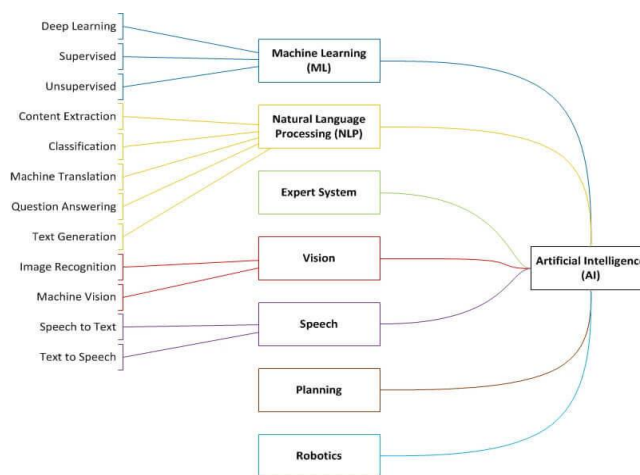 Deep Learning
Supervised
Unsupervised
Content Extraction
Classification
Machine Translation
Question Answering
Text Generation
Image Recognition
Machine Vision
Speech to Text
Text to Speech
Machine Learning
(ML)
Natural Language
Processing (NLP)
Expert System
Vision
Speech
Planning
Robotics
Artificial Intelligence
(AI)